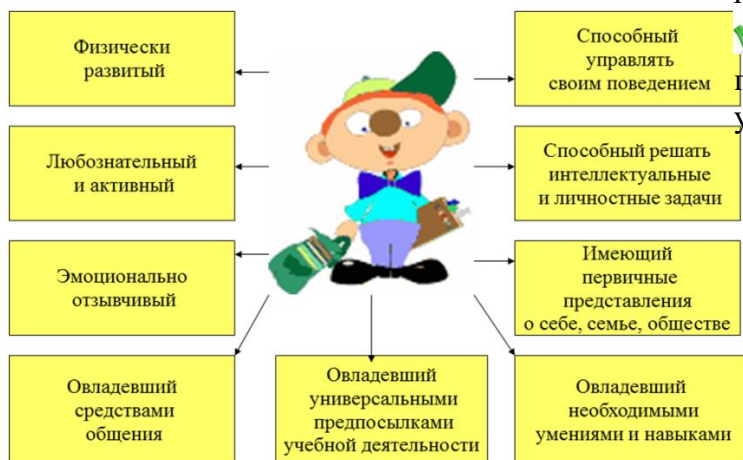 Физически
развитый
Способный
управлять
своим поведением
Любознательный
и активный
Способный решать
интеллектуальные
и личностные задачи
Эмоционально
отзывчивый
Имеющий
первичные
представления
о себе, семье, обществе
Овладевший
средствами
общения
Овладевший
универсальными
предпосылками
учебной деятельности
Овладевший
необходимыми
умениями и навыками